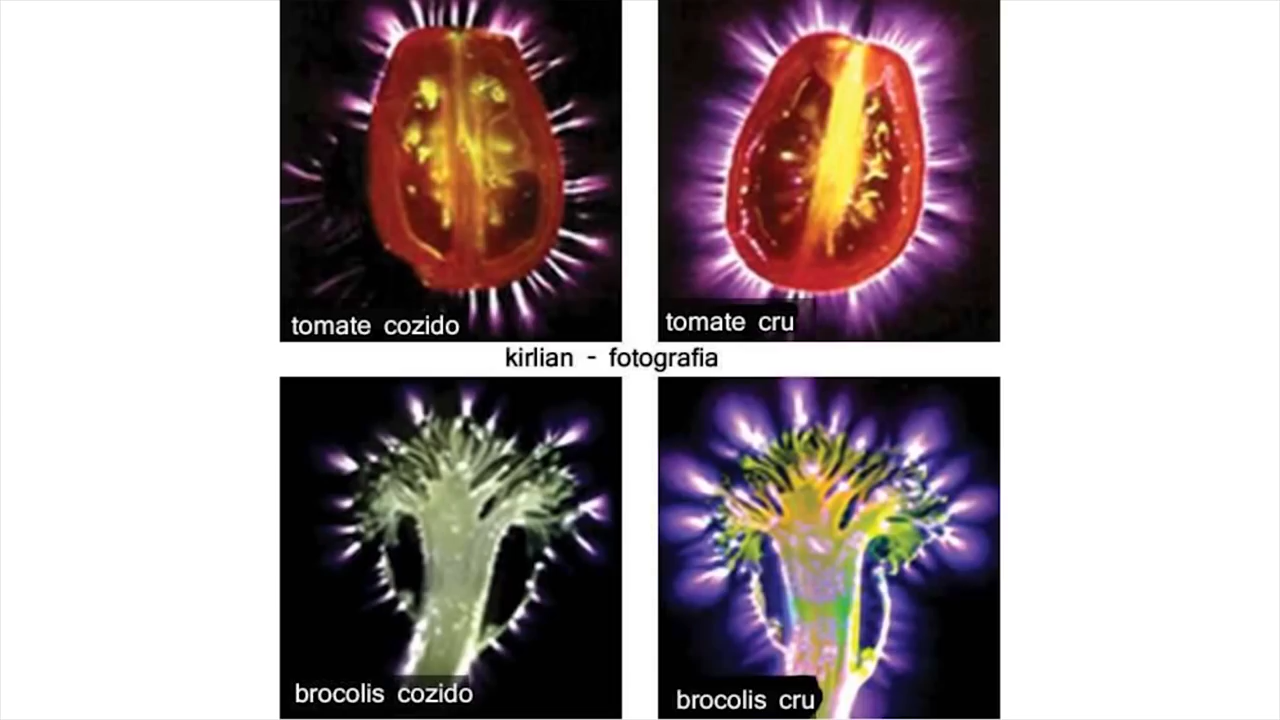 tomate cozido
tomate cru
kirlian - fotografia
brocolis cozido
brocolis cru